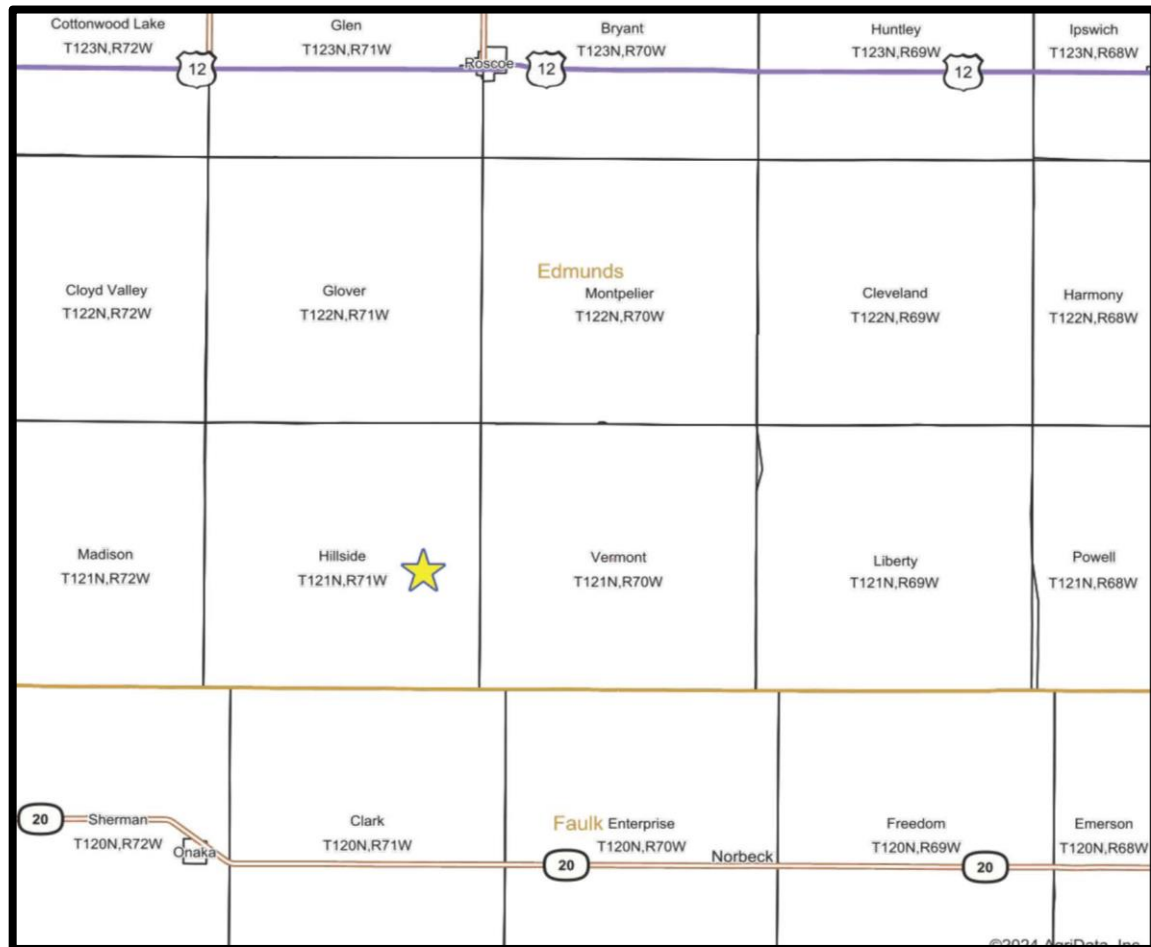 Cottonwood Lake
T123N,R72W
Glen
T123N,R71W
Bryant
T123N,R70W
Huntley
T123N,R69W
Ipswich
T123N,R68W
12
Roscoe
12
12
Cloyd Valley
T122N,R72W
Glover
T122N,R71W
Edmunds
Montpelier
T122N,R70W
Cleveland
T122N,R69W
Harmony
T122N,R68W
Madison
T121N,R72W
Hillside
T121N,R71W
Vermont
T121N,R70W
Liberty
T121N,R69W
Powell
T121N,R68W
20
Sherman
T120N,R72W
Onaka
Clark
T120N,R71W
Faulk
Enterprise
T120N,R70W
20
Norbeck
Freedom
T120N,R69W
20
Emerson
T120N,R68W
©2024 AgriData, Inc.